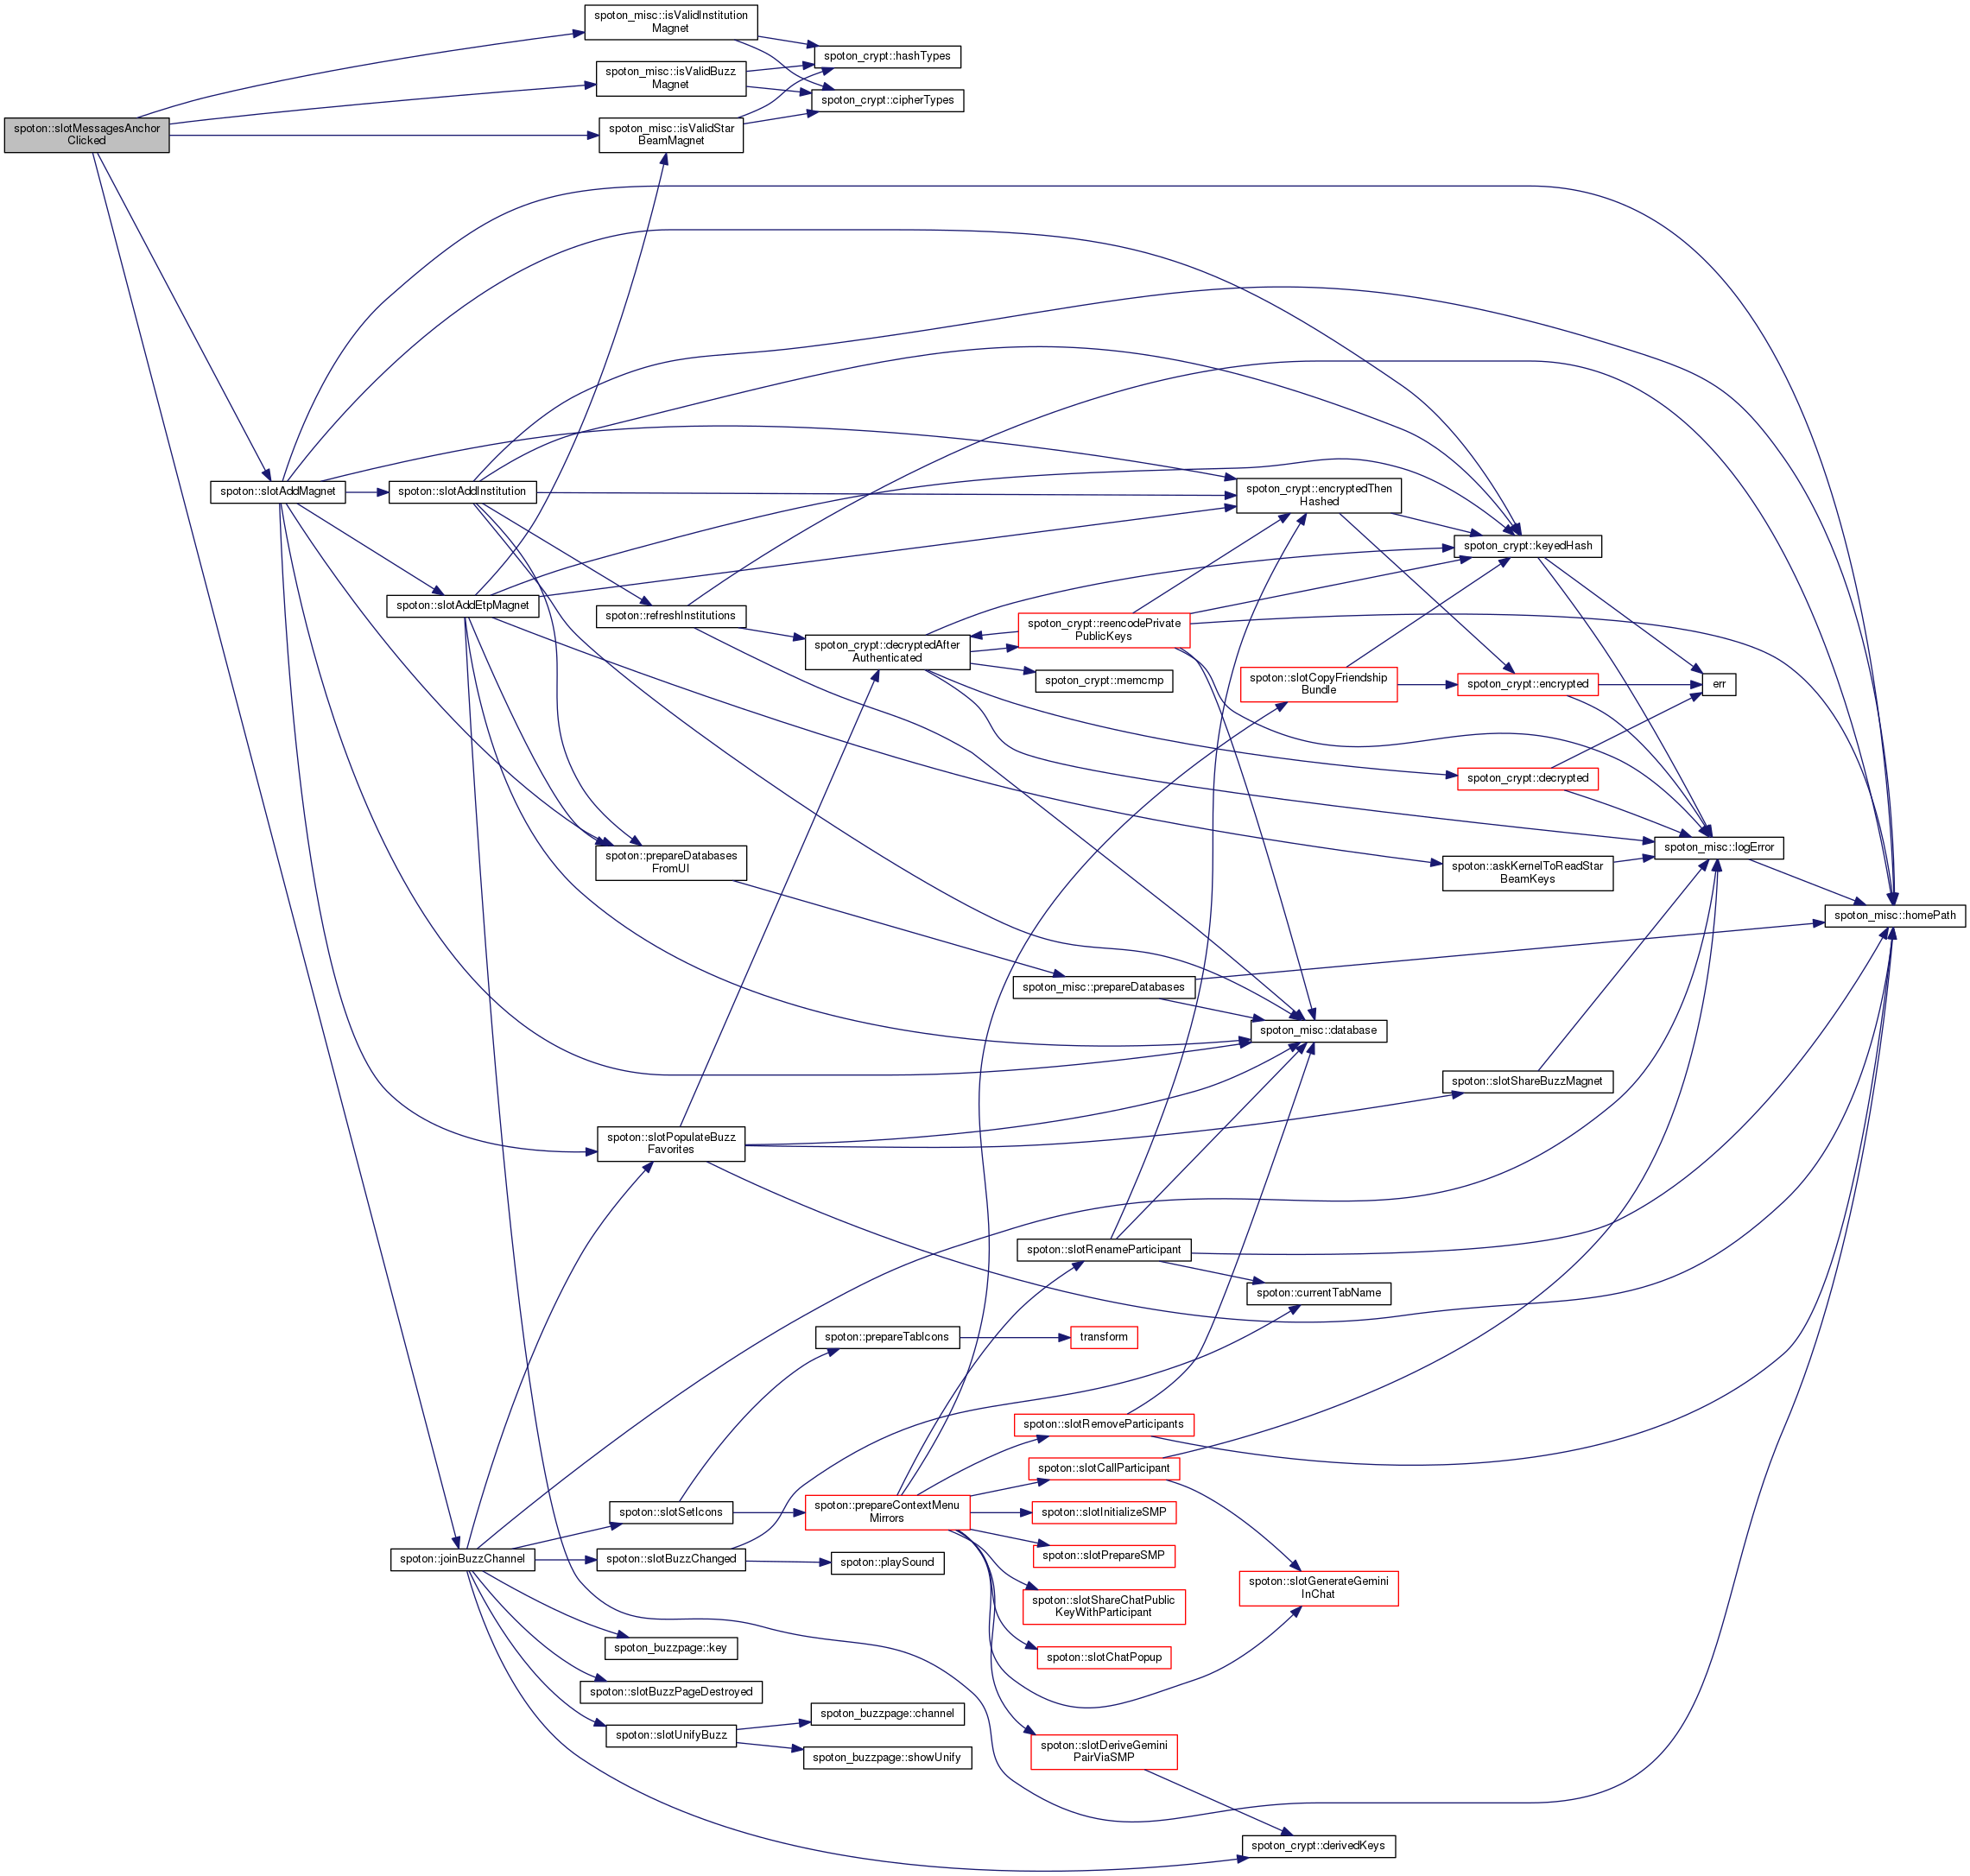 spoton_misc::isValidInstitution
Magnet
spoton_crypt::hashTypes
spoton_misc::isValidBuzz
Magnet
spoton_crypt::cipherTypes
spoton::slotMessagesAnchor
Clicked
spoton_misc::isValidStar
BeamMagnet
spoton::slotAddMagnet
spoton::slotAddInstitution
spoton_crypt::encryptedThen
Hashed
spoton_crypt::keyedHash
spoton::slotAddEtpMagnet
spoton::refreshInstitutions
spoton_crypt::decryptedAfter
Authenticated
spoton_crypt::reencodePrivate
PublicKeys
spoton_crypt::memcmp
spoton::slotCopyFriendship
Bundle
spoton_crypt::encrypted
err
spoton_crypt::decrypted
spoton::prepareDatabases
FromUI
spoton::askKernelToReadStar
BeamKeys
spoton_misc::logError
spoton_misc::homePath
spoton_misc::prepareDatabases
spoton_misc::database
spoton::slotShareBuzzMagnet
spoton::slotPopulateBuzz
Favorites
spoton::slotRenameParticipant
spoton::currentTabName
spoton::prepareTabIcons
transform
spoton::slotRemoveParticipants
spoton::slotCallParticipant
spoton::slotSetIcons
spoton::prepareContextMenu
Mirrors
spoton::slotInitializeSMP
spoton::joinBuzzChannel
spoton::slotBuzzChanged
spoton::playSound
spoton::slotPrepareSMP
spoton::slotGenerateGemini
InChat
spoton::slotShareChatPublic
KeyWithParticipant
spoton_buzzpage::key
spoton::slotChatPopup
spoton::slotBuzzPageDestroyed
spoton_buzzpage::channel
spoton::slotUnifyBuzz
spoton_buzzpage::showUnify
spoton::slotDeriveGemini
PairViaSMP
spoton_crypt::derivedKeys